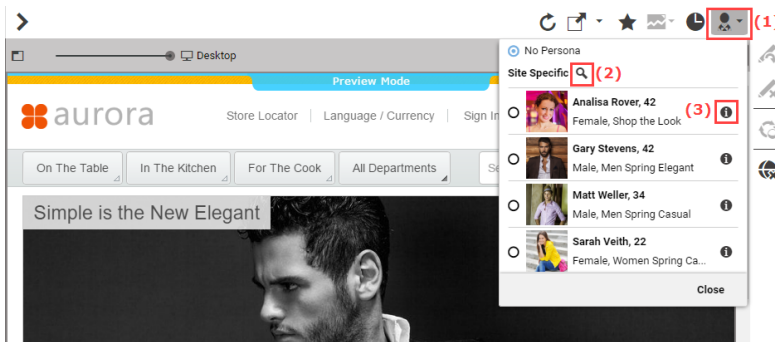 (1)
Desktop
No Persona
Site Specific (2)
Preview Mode
aurora
Store Locator | Language / Currency | Sign In
Analisa Rover, 42
Female, Shop the Look
(3)
Gary Stevens, 42
Male, Men Spring Elegant
On The Table
In The Kitchen
For The Cook
All Departments
Matt Weller, 34
Male, Men Spring Casual
Simple is the New Elegant
Sarah Veith, 22
Female, Women Spring Ca...
Close